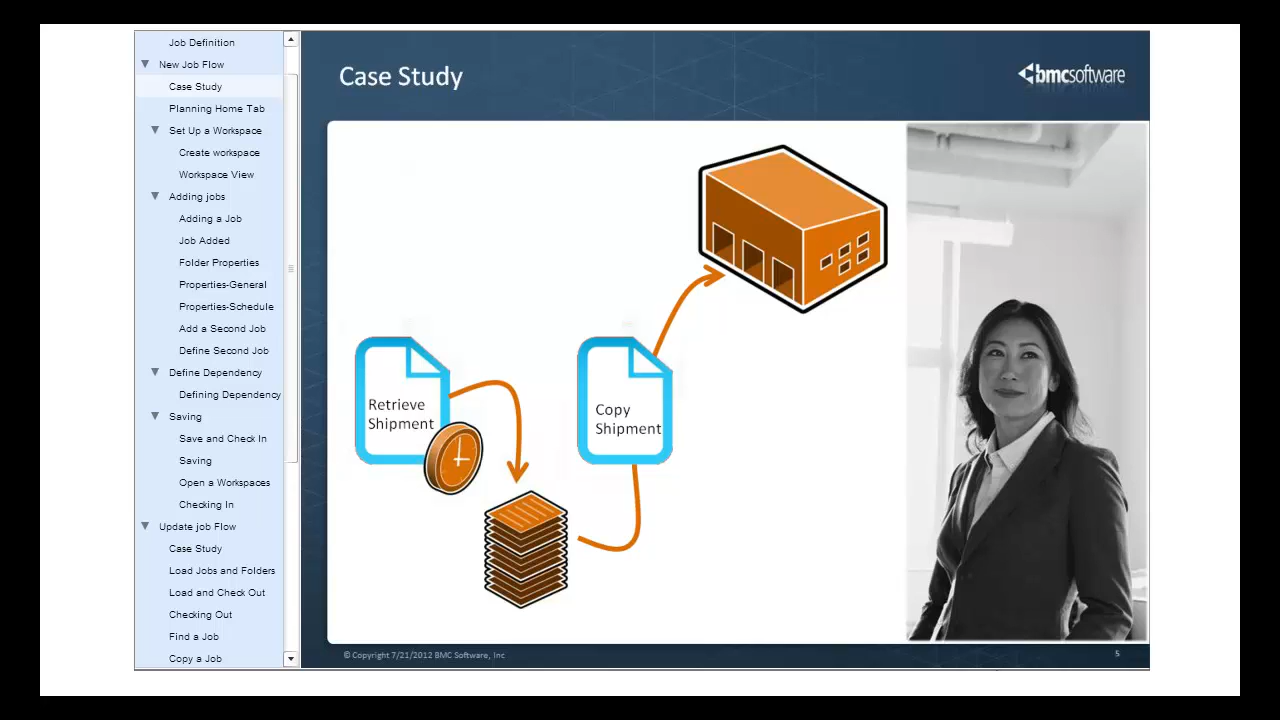 Job Definition
New Job Flow
Case Study
Planning Home Tab
Set Up a Workspace
Create workspace
Workspace View
Adding jobs
Adding a Job
Job Added
Folder Properties
Properties-General
Properties-Schedule
Add a Second Job
Define Second Job
Define Dependency
Defining Dependency
Saving
Save and Check In
Saving
Open a Workspaces
Checking In
Update job Flow
Case Study
Load Jobs and Folders
Load and Check Out
Checking Out
Find a Job
Copy a Job
Case Study
bmcsoftware
Retrieve
Shipment
Copy
Shipment
© Copyright 7/21/2012 BMC Software, Inc
5